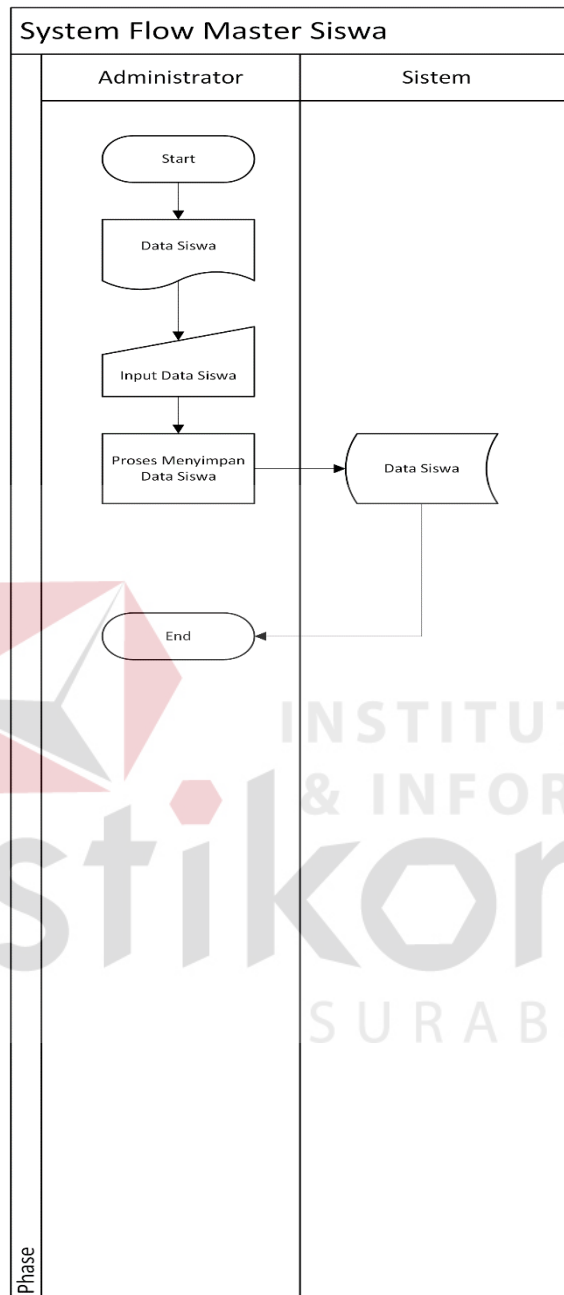 System Flow Master Siswa
Administrator
Sistem
Start
Data Siswa
Input Data Siswa
Proses Menyimpan
Data Siswa
Data Siswa
End
INSTITUT
& INFOR
stikom
SURAB
Phase